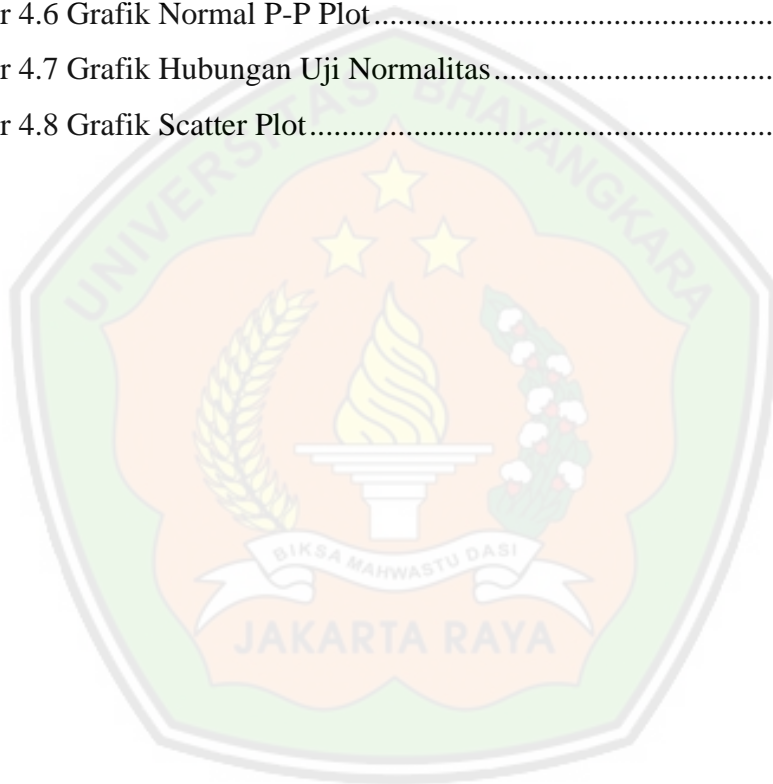 r 4.6 Grafik Normal P-P Plot....................................................
r 4.7 Grafik Hubungan Uji Normalitas....................................
r 4.8 Grafik Scatter Plot............................................................
UNIVERSITAS BHAYANGKARA
BIKSA MAHWASTU DASI
JAKARTA RAYA